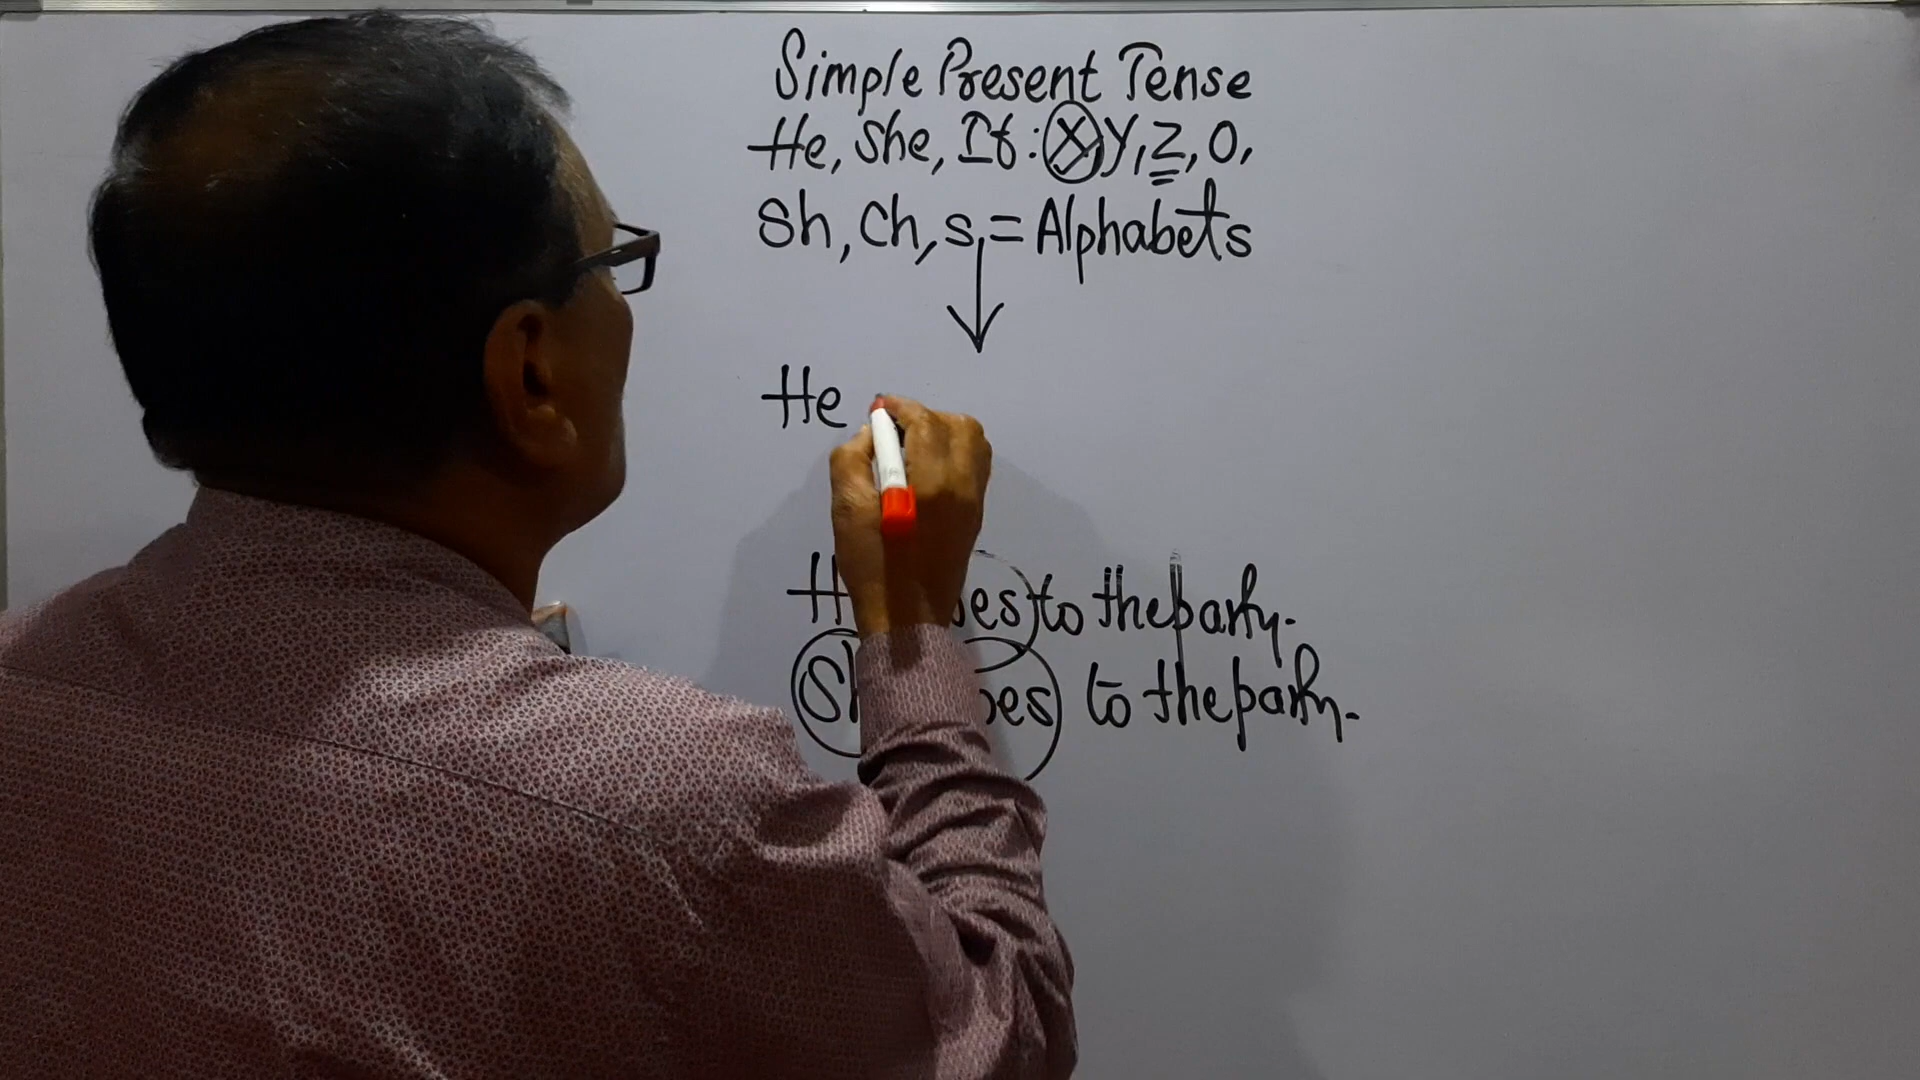 Simple Present Tense
He, She, It : X, Y, Z, O,
Sh, Ch, s, = Alphabets
He
to the party.
to the party.